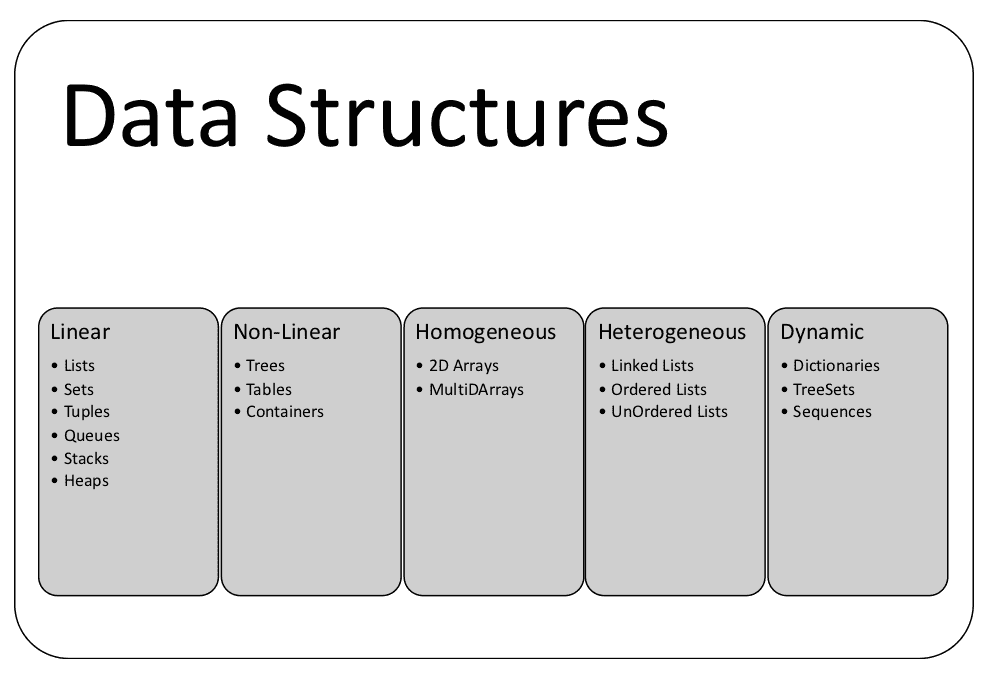 Data Structures
Linear
• Lists
• Sets
• Tuples
• Queues
• Stacks
• Heaps
Non-Linear
• Trees
• Tables
• Containers
Homogeneous
• 2D Arrays
• MultiDArrays
Heterogeneous
• Linked Lists
• Ordered Lists
• UnOrdered Lists
Dynamic
• Dictionaries
• TreeSets
• Sequences